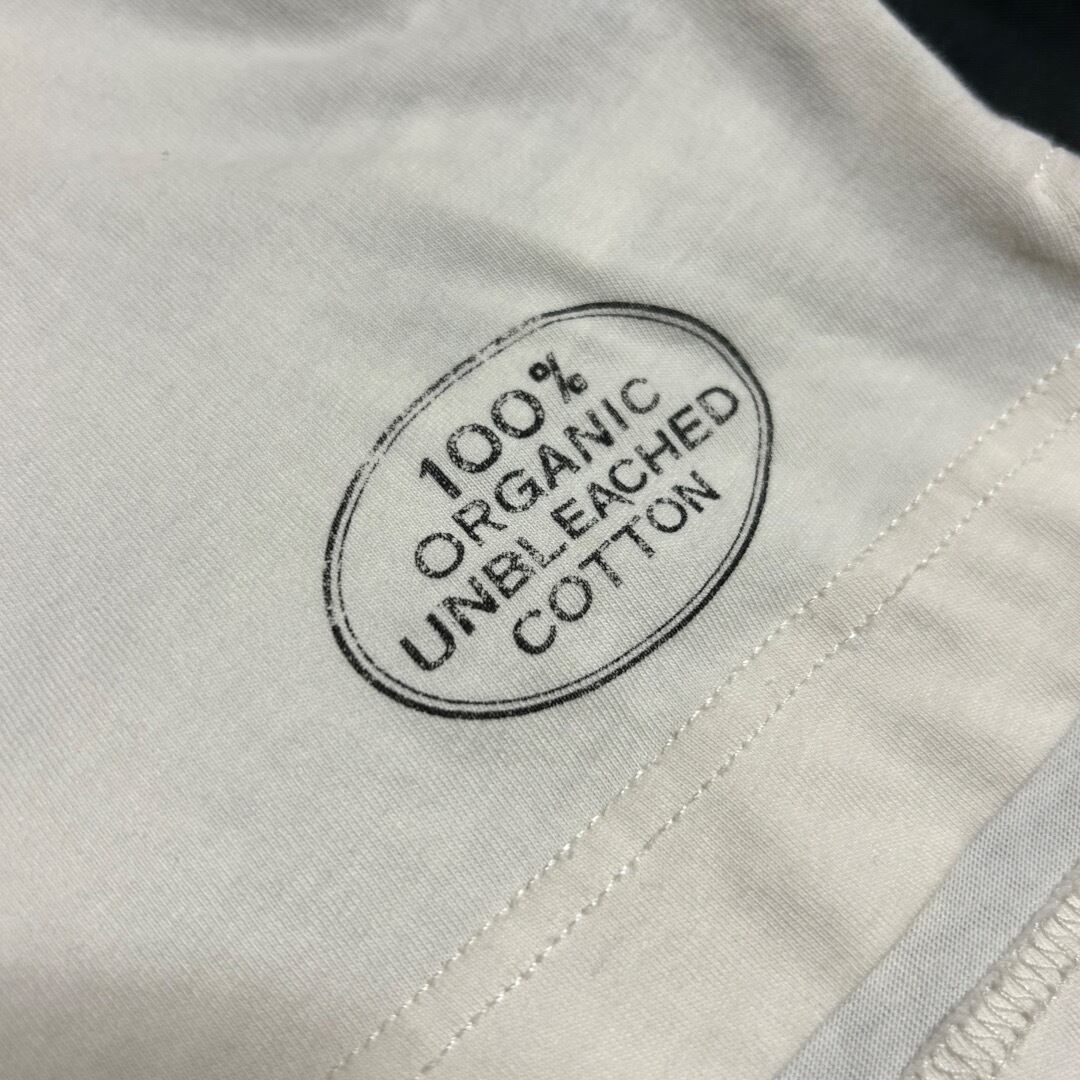 100%
ORGANIC
UNBLEACHED
COTTON